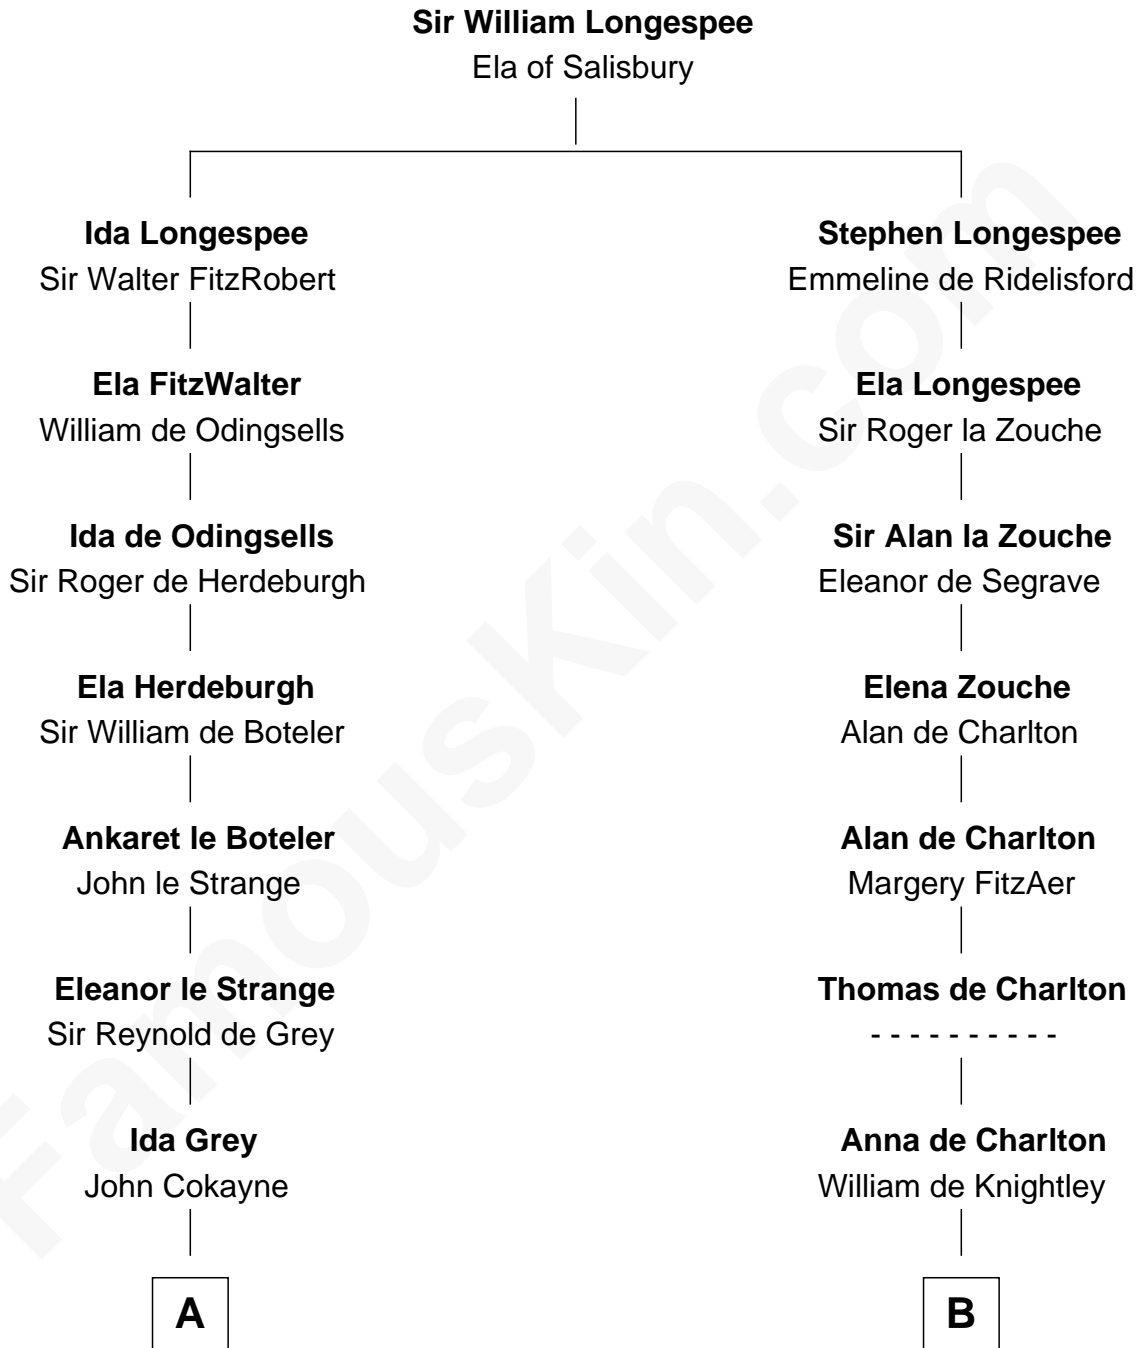 Sir William Longespee
Ela of Salisbury
Ida Longespee
Sir Walter FitzRobert
Stephen Longespee
Emmeline de Ridelisford
Ela FitzWalter
William de Odingsells
Ela Longespee
Sir Roger la Zouche
Ida de Odingsells
Sir Roger de Herdeburgh
Sir Alan la Zouche
Eleanor de Segrave
Ela Herdeburgh
Sir William de Boteler
Elena Zouche
Alan de Charlton
Ankaret le Boteler
John le Strange
Alan de Charlton
Margery FitzAer
Eleanor le Strange
Sir Reynold de Grey
Thomas de Charlton
- - - - - - - - - -
Ida Grey
John Cokayne
Anna de Charlton
William de Knightley
A
B
FamousKin.com